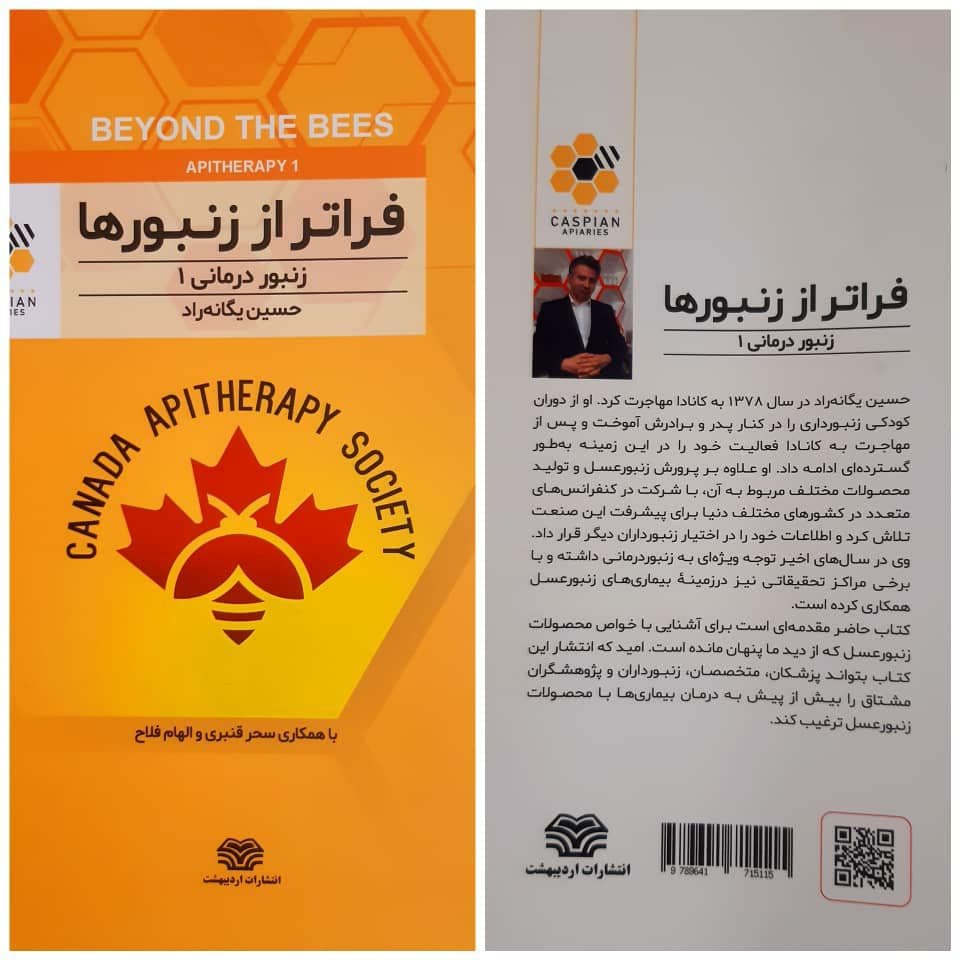 BEYOND THE BEES
APITHERAPY 1
فراتر از زنبورها
زنبور درمانی ۱
حسین یگانه‌راد
CANADA APITHERAPY SOCIETY
با همکاری سحر قنبری و الهام فلاح
انتشارات اردیبهشت
CASPIAN
APIARIES
فراتر از زنبورها
زنبور درمانی ۱
حسین یگانه‌راد در سال ۱۳۷۸ به کانادا مهاجرت کرد. او از دوران
کودکی زنبورداری را در کنار پدر و برادرش آموخت و پس از
مهاجرت به کانادا فعالیت خود را در این زمینه به‌طور
گسترده‌ای ادامه داد. او علاوه بر پرورش زنبورعسل و تولید
محصولات مختلف مربوط به آن، با شرکت در کنفرانس‌های
متعدد در کشورهای مختلف دنیا برای پیشرفت این صنعت
تلاش کرد و اطلاعات خود را در اختیار زنبورداران دیگر قرار داد.
وی در سال‌های اخیر توجه ویژه‌ای به زنبوردرمانی داشته و با
برخی مراکز تحقیقاتی نیز درزمینهٔ بیماری‌های زنبورعسل
همکاری کرده است.
کتاب حاضر مقدمه‌ای است برای آشنایی با خواص محصولات
زنبورعسل که از دید ما پنهان مانده است. امید که انتشار این
کتاب بتواند پزشکان، متخصصان، زنبورداران و پژوهشگران
مشتاق را بیش از پیش به درمان بیماری‌ها با محصولات
زنبورعسل ترغیب کند.
انتشارات اردیبهشت
9 789641 715115